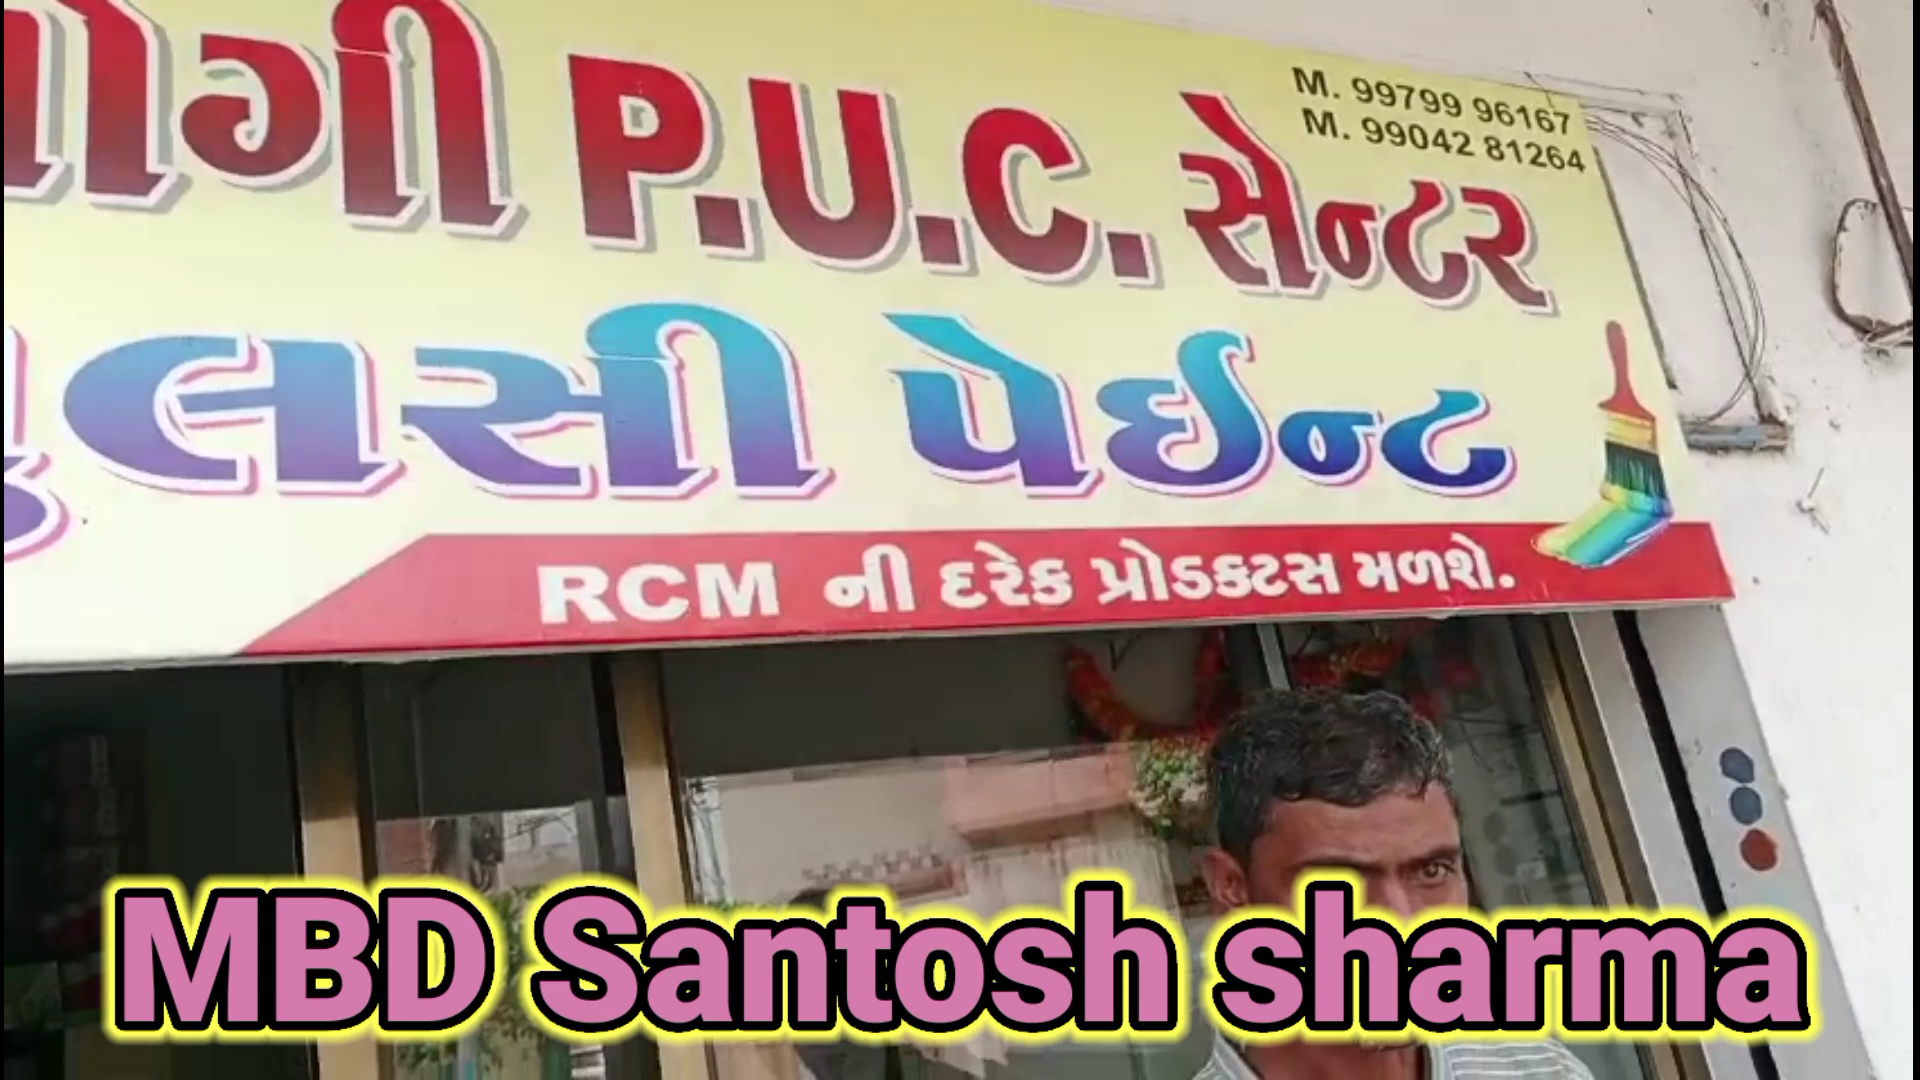 P.U.C. સેન્ટર
M. 99799 96167
M. 99042 81264
તુલસી પેઈન્ટ
RCM ની દરેક પ્રોડકટસ મળશે.
MBD Santosh sharma